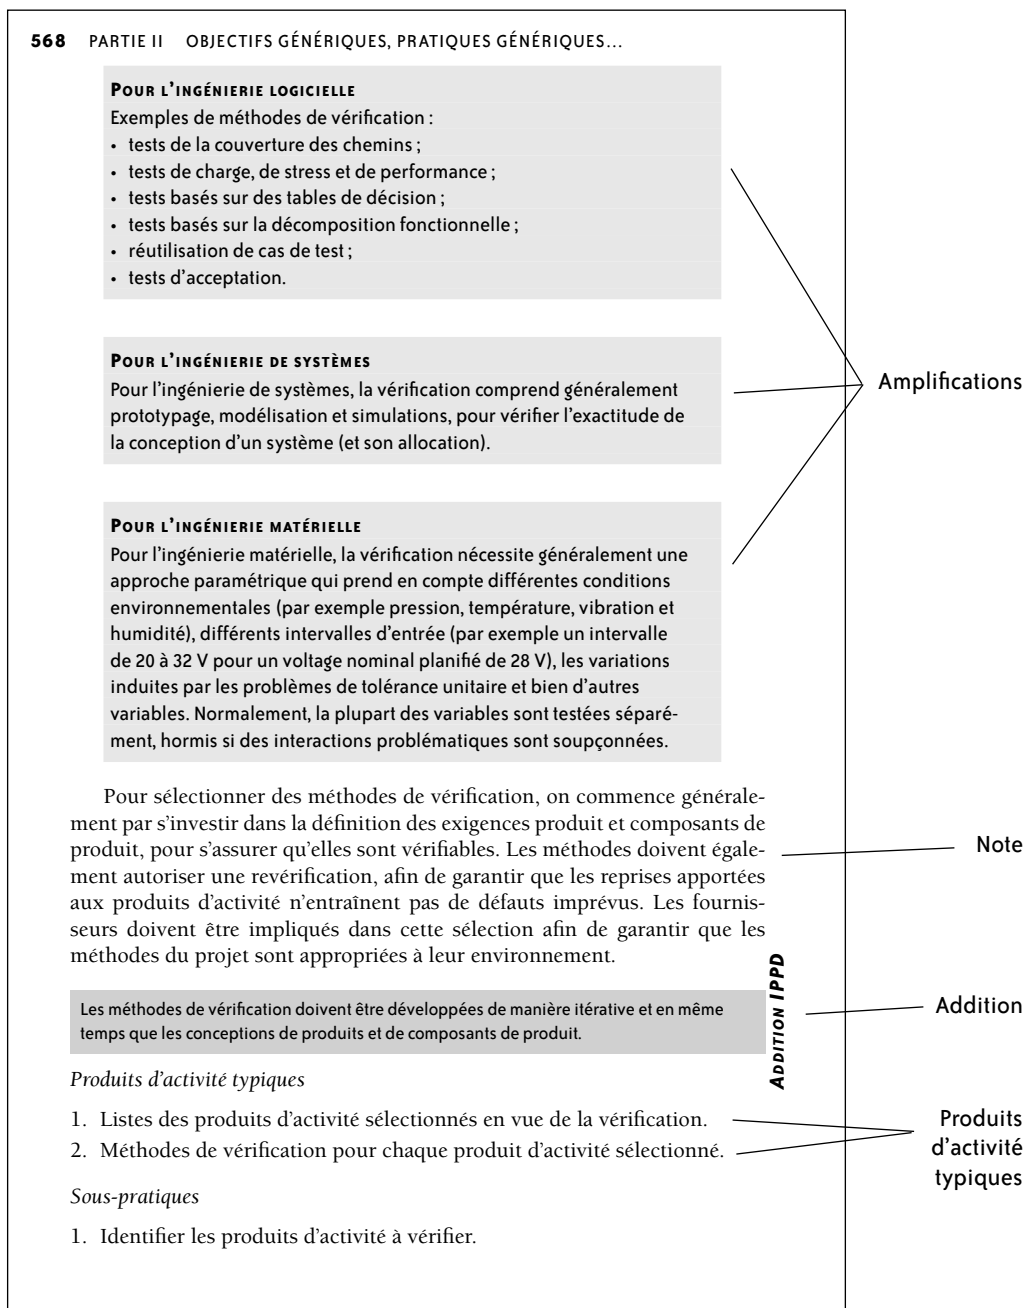 568 PARTIE II OBJECTIFS GÉNÉRIQUES, PRATIQUES GÉNÉRIQUES…
POUR L'INGÉNIERIE LOGICIELLE
Exemples de méthodes de vérification :
• tests de la couverture des chemins ;
• tests de charge, de stress et de performance ;
• tests basés sur des tables de décision ;
• tests basés sur la décomposition fonctionnelle ;
• réutilisation de cas de test ;
• tests d'acceptation.
POUR L'INGÉNIERIE DE SYSTÈMES
Pour l'ingénierie de systèmes, la vérification comprend généralement
prototypage, modélisation et simulations, pour vérifier l'exactitude de
la conception d'un système (et son allocation).
Amplifications
POUR L'INGÉNIERIE MATÉRIELLE
Pour l'ingénierie matérielle, la vérification nécessite généralement une
approche paramétrique qui prend en compte différentes conditions
environnementales (par exemple pression, température, vibration et
humidité), différents intervalles d'entrée (par exemple un intervalle
de 20 à 32 V pour un voltage nominal planifié de 28 V), les variations
induites par les problèmes de tolérance unitaire et bien d'autres
variables. Normalement, la plupart des variables sont testées séparé-
ment, hormis si des interactions problématiques sont soupçonnées.
Pour sélectionner des méthodes de vérification, on commence générale-
ment par s'investir dans la définition des exigences produit et composants de
produit, pour s'assurer qu'elles sont vérifiables. Les méthodes doivent égale-
ment autoriser une revérification, afin de garantir que les reprises apportées
aux produits d'activité n'entraînent pas de défauts imprévus. Les fournis-
seurs doivent être impliqués dans cette sélection afin de garantir que les
méthodes du projet sont appropriées à leur environnement.
Note
Les méthodes de vérification doivent être développées de manière itérative et en même
temps que les conceptions de produits et de composants de produit.
ADDITION IPPD
Addition
Produits d'activité typiques
1. Listes des produits d'activité sélectionnés en vue de la vérification.
2. Méthodes de vérification pour chaque produit d'activité sélectionné.
Produits
d'activité
typiques
Sous-pratiques
1. Identifier les produits d'activité à vérifier.